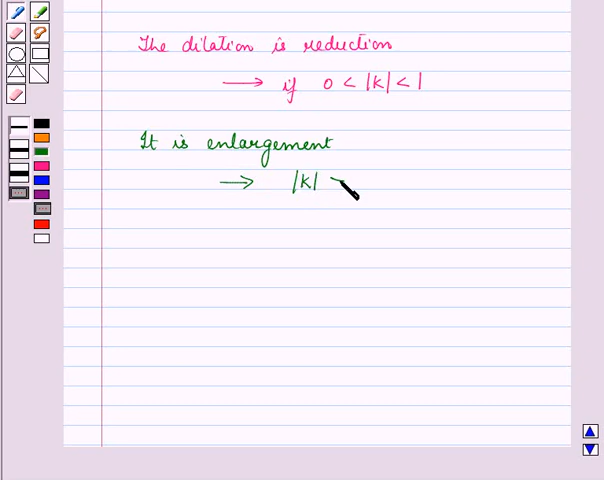 The dilation is reduction
→ if 0 < |K| < 1
It is enlargement
→ |K|